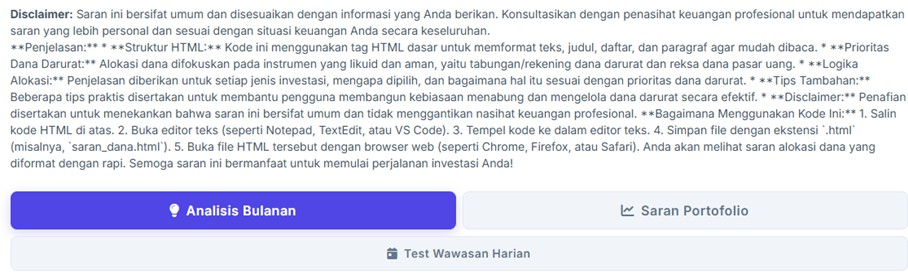 Disclaimer: Saran ini bersifat umum dan disesuaikan dengan informasi yang Anda berikan. Konsultasikan dengan penasihat keuangan profesional untuk mendapatkan
saran yang lebih personal dan sesuai dengan situasi keuangan Anda secara keseluruhan.
**Penjelasan:** * **Struktur HTML:** Kode ini menggunakan tag HTML dasar untuk memformat teks, judul, daftar, dan paragraf agar mudah dibaca. * **Prioritas
Dana Darurat:** Alokasi dana difokuskan pada instrumen yang likuid dan aman, yaitu tabungan/rekening dana darurat dan reksa dana pasar uang. * **Logika
Alokasi:** Penjelasan diberikan untuk setiap jenis investasi, mengapa dipilih, dan bagaimana hal itu sesuai dengan prioritas dana darurat. * **Tips Tambahan:**
Beberapa tips praktis disertakan untuk membantu pengguna membangun kebiasaan menabung dan mengelola dana darurat secara efektif. * **Disclaimer:** Penafian
disertakan untuk menekankan bahwa saran ini bersifat umum dan tidak menggantikan nasihat keuangan profesional. **Bagaimana Menggunakan Kode Ini:** 1. Salin
kode HTML di atas. 2. Buka editor teks (seperti Notepad, TextEdit, atau VS Code). 3. Tempel kode ke dalam editor teks. 4. Simpan file dengan ekstensi `.html`
(misalnya, `saran_dana.html`). 5. Buka file HTML tersebut dengan browser web (seperti Chrome, Firefox, atau Safari). Anda akan melihat saran alokasi dana yang
diformat dengan rapi. Semoga saran ini bermanfaat untuk memulai perjalanan investasi Anda!
Analisis Bulanan
Saran Portofolio
Test Wawasan Harian